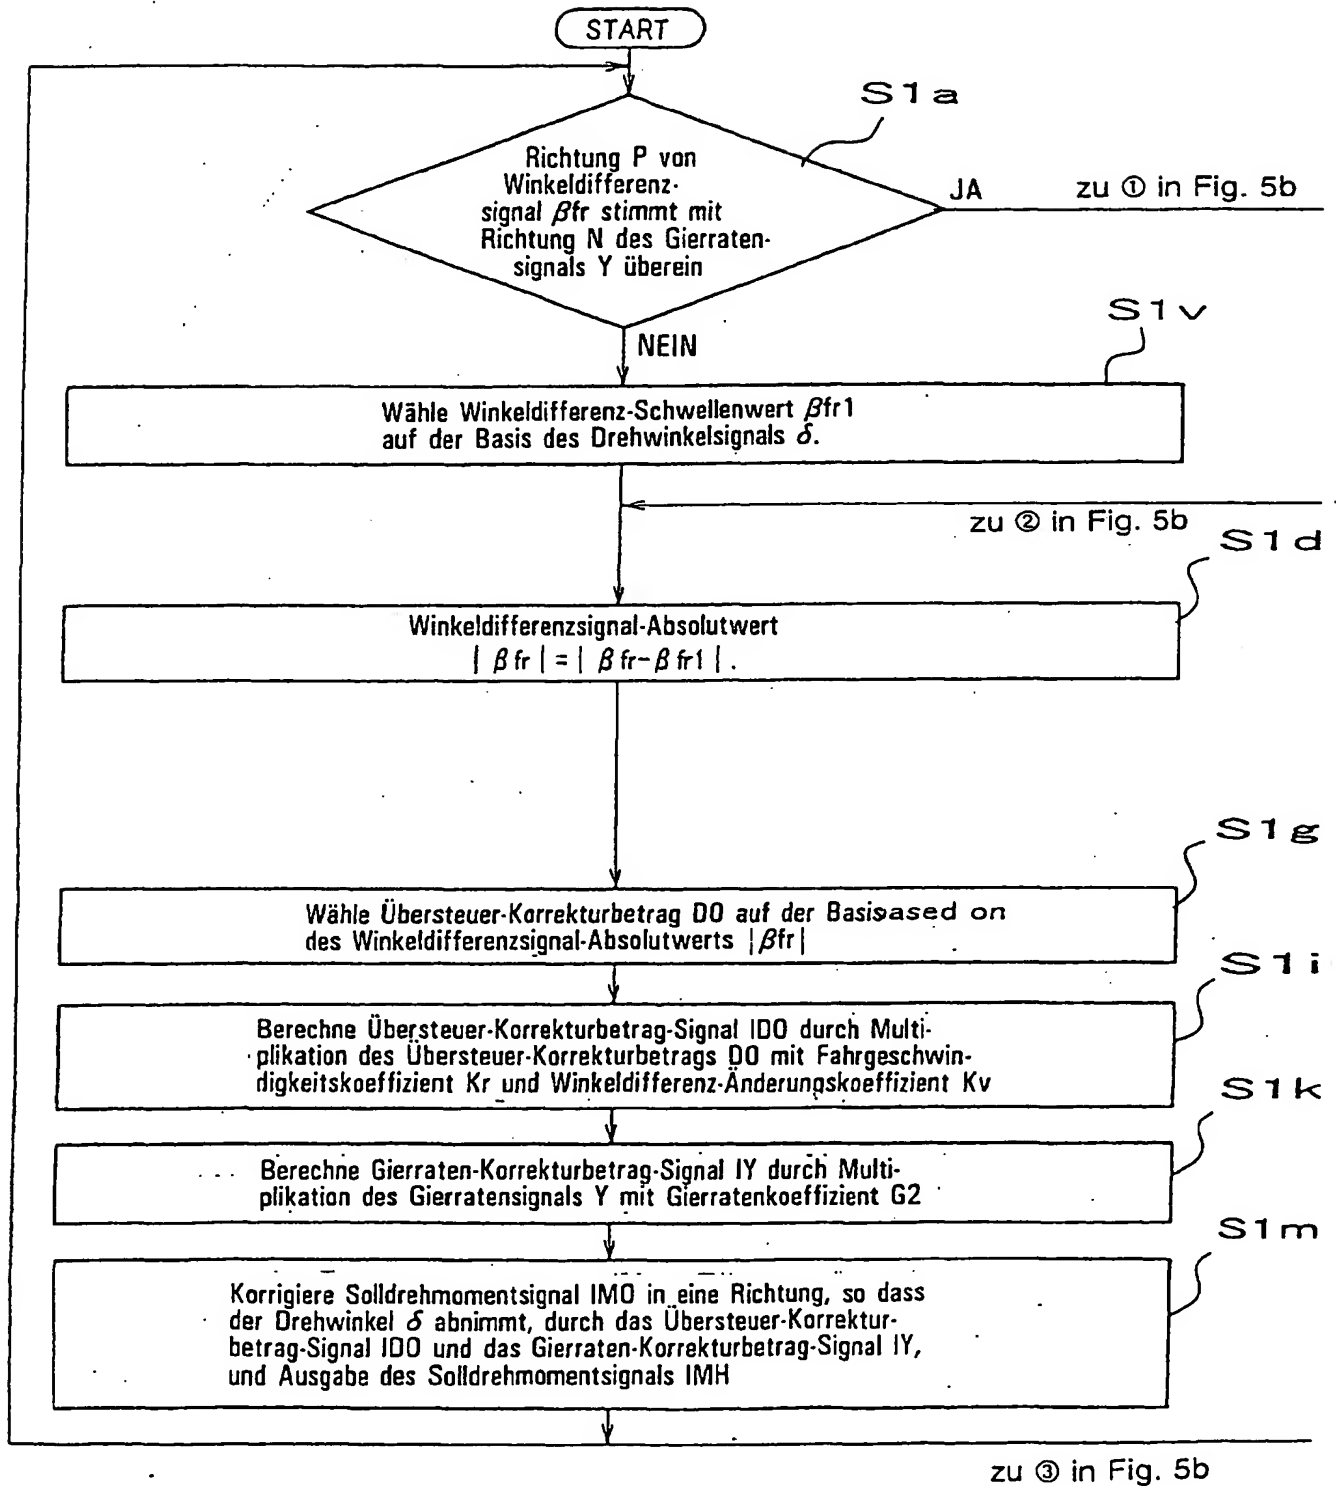 START
S1a
Richtung P von
Winkeldifferenz-
signal βfr stimmt mit
Richtung N des Gierraten-
signals Y überein
JA
zu ① in Fig. 5b
NEIN
S1v
Wähle Winkeldifferenz-Schwellenwert βfr1
auf der Basis des Drehwinkelsignals δ.
zu ② in Fig. 5b
S1d
Winkeldifferenzsignal-Absolutwert
| β fr | = | β fr-β fr1 | .
S1g
Wähle Übersteuer-Korrekturbetrag DO auf der Basisased on
des Winkeldifferenzsignal-Absolutwerts |βfr|
S1i
Berechne Übersteuer-Korrekturbetrag-Signal IDO durch Multi-
plikation des Übersteuer-Korrekturbetrags DO mit Fahrgeschwin-
digkeitskoeffizient Kr und Winkeldifferenz-Änderungskoeffizient Kv
S1k
Berechne Gierraten-Korrekturbetrag-Signal IY durch Multi-
plikation des Gierratensignals Y mit Gierratenkoeffizient G2
S1m
Korrigiere Solldrehmomentsignal IMO in eine Richtung, so dass
der Drehwinkel δ abnimmt, durch das Übersteuer-Korrektur-
betrag-Signal IDO und das Gierraten-Korrekturbetrag-Signal IY,
und Ausgabe des Solldrehmomentsignals IMH
zu ③ in Fig. 5b